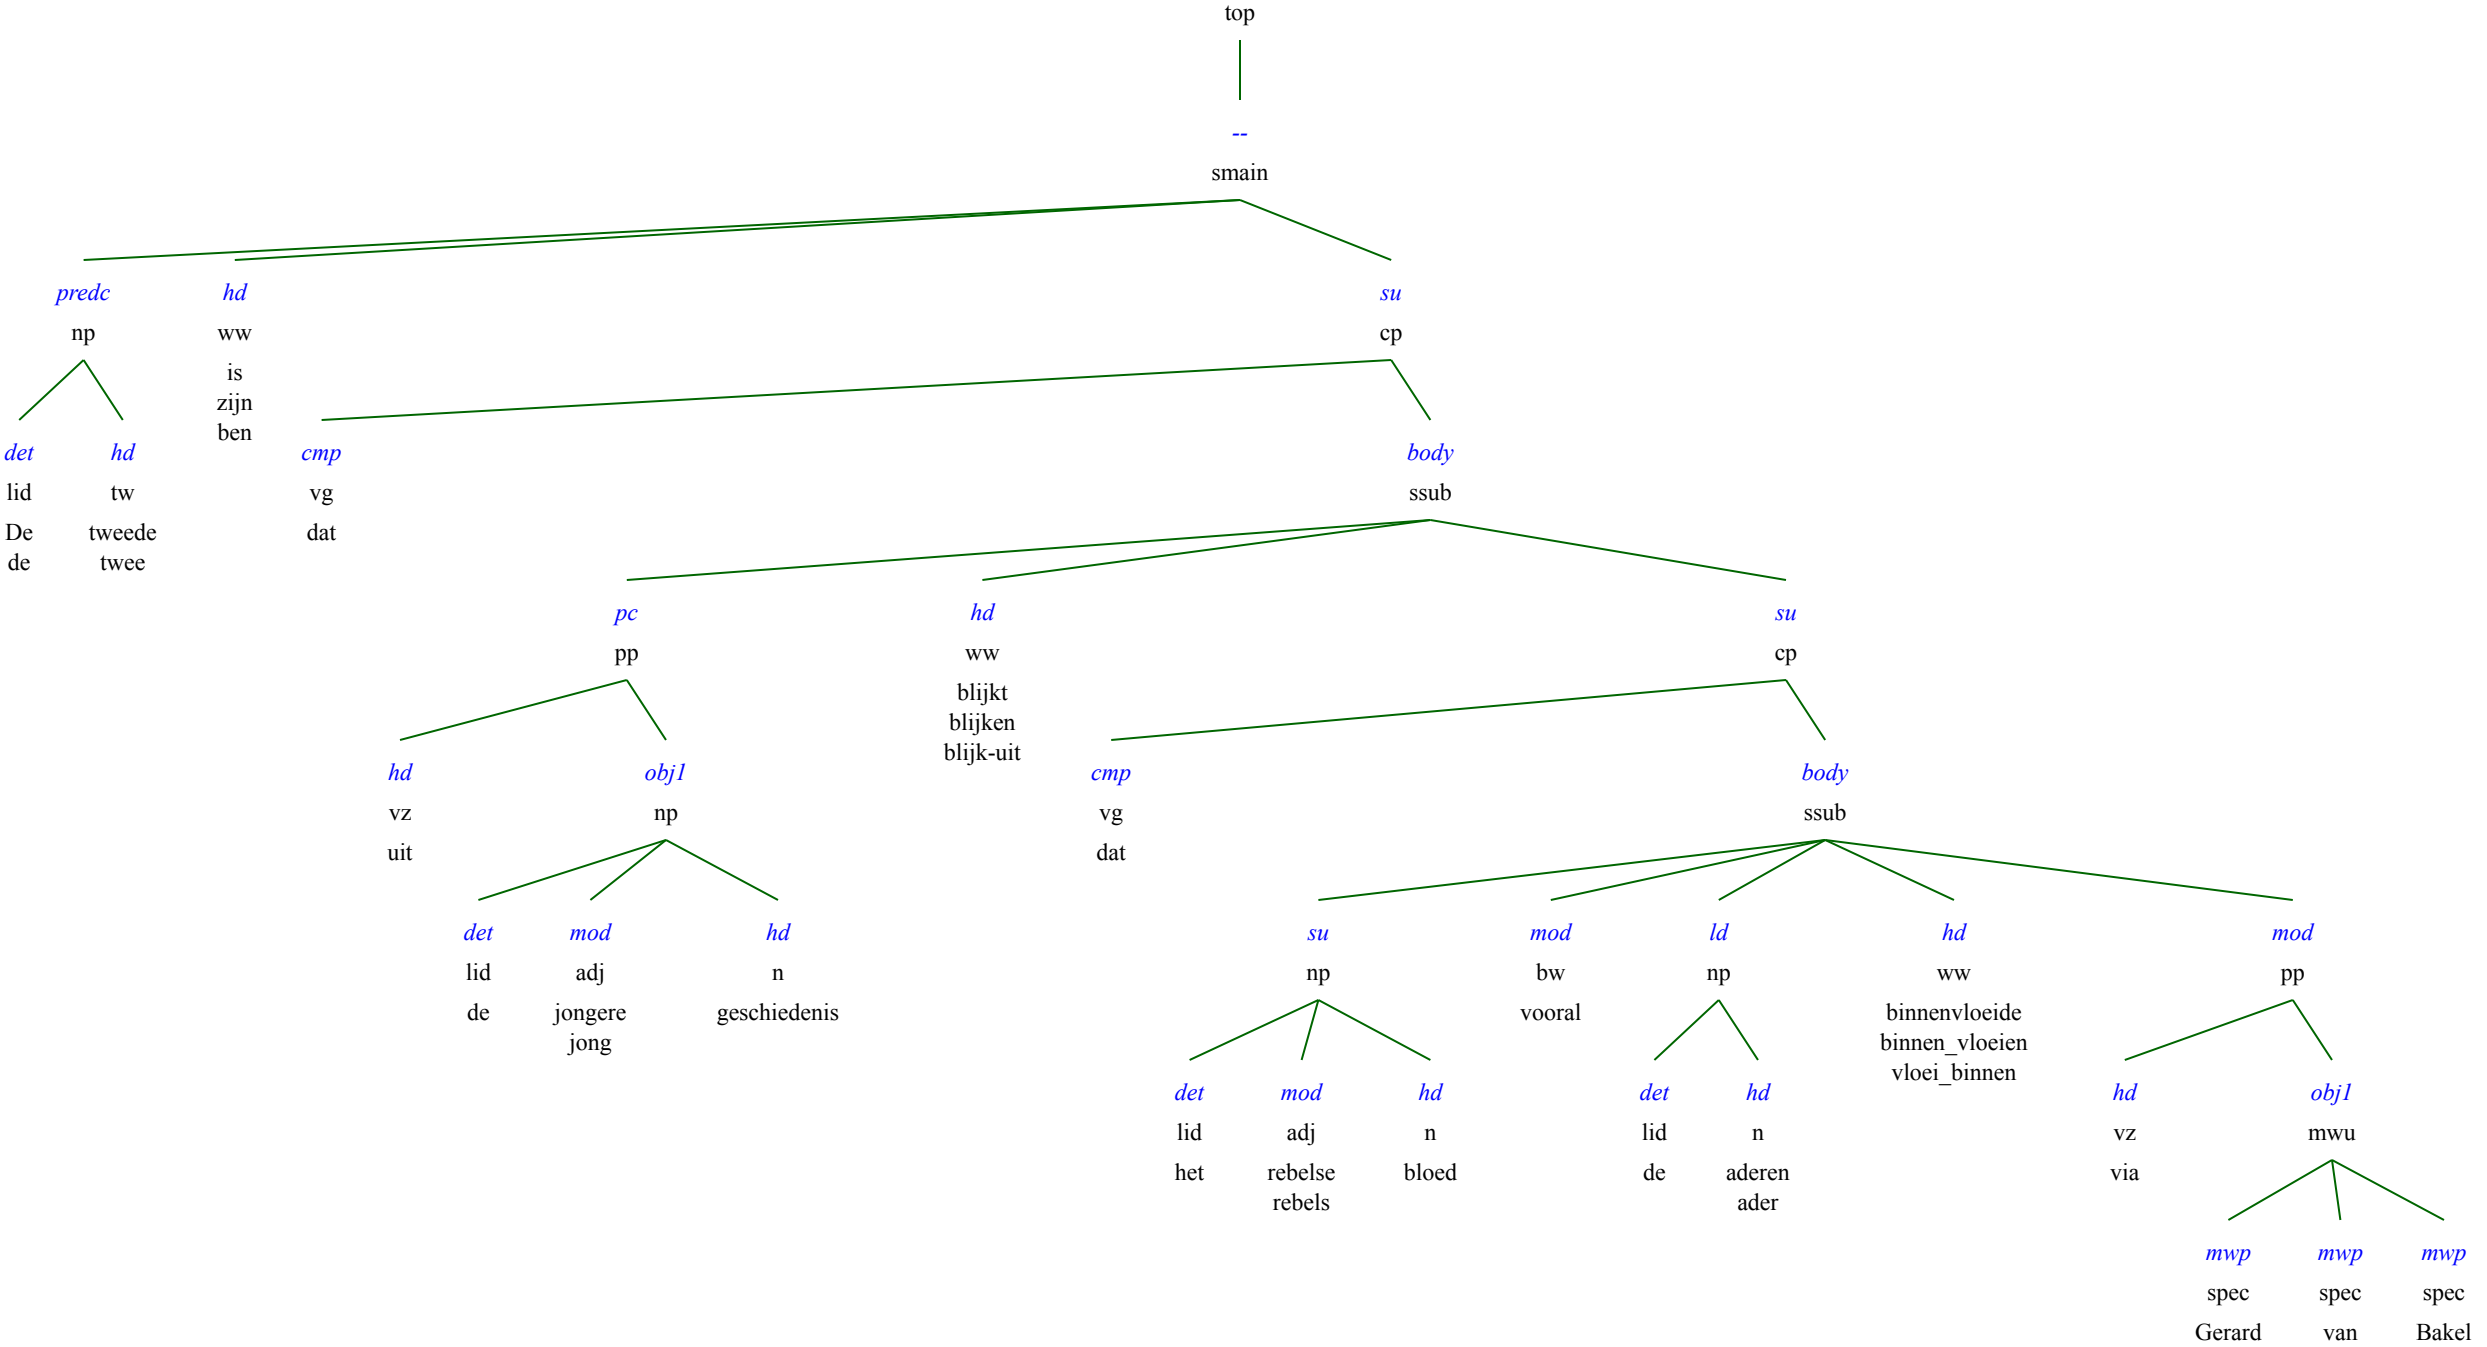 top
--
smain
predc hd su
np ww cp
is
zijn
ben
det hd cmp body
lid tw vg ssub
De tweede dat
de twee
pc hd su
pp ww cp
blijkt
blijken
blijk-uit
hd obj1 cmp body
vz np vg ssub
uit dat
det mod hd su mod ld hd mod
lid adj n np bw np ww pp
de jongere geschiedenis vooral binnenvloeide
jong binnen_vloeien
vloei_binnen
det mod hd det hd hd obj1
lid adj n lid n vz mwu
het rebelse bloed de aderen via
rebels ader
mwp mwp mwp
spec spec spec
Gerard van Bakel